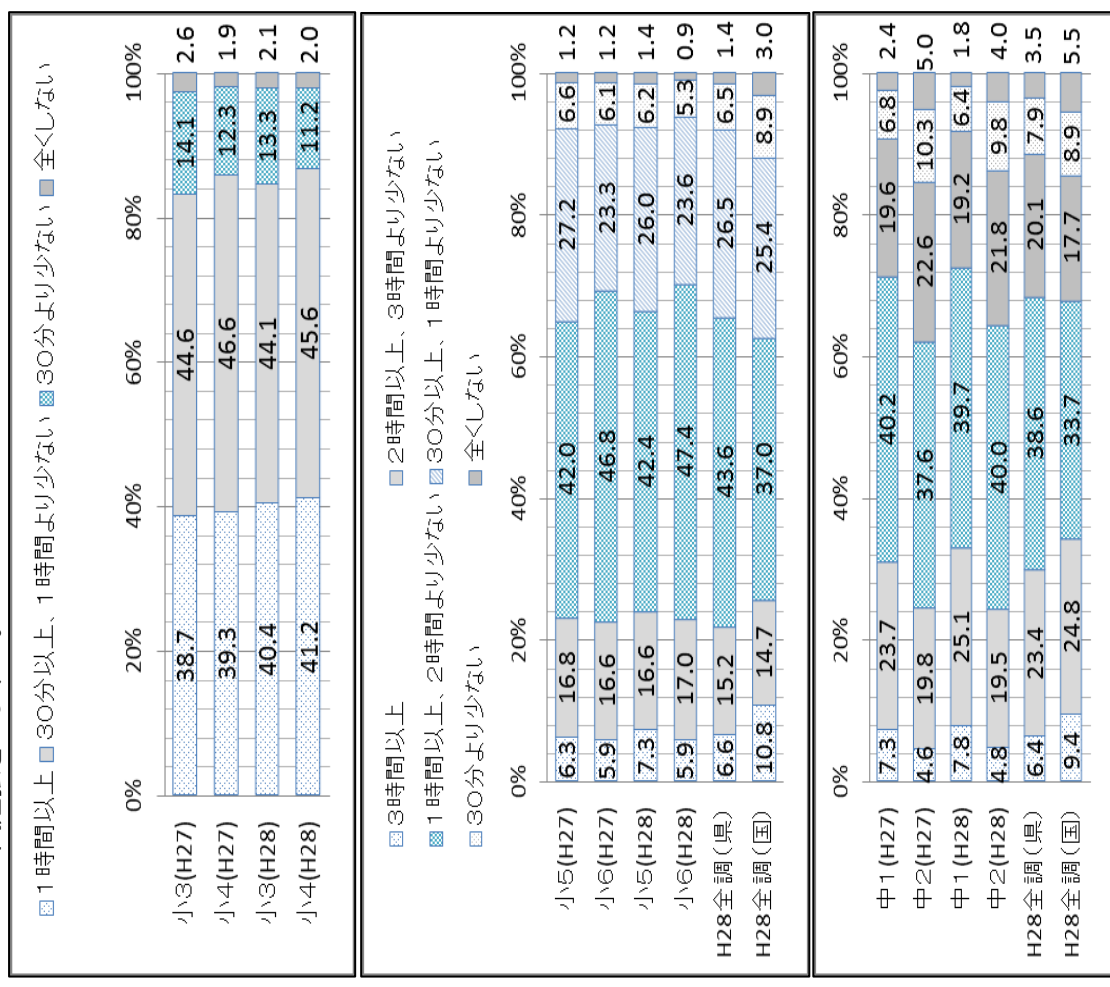 １時間以上 30分以上、1時間より少ない 30分より少ない 全くしない
0% 20% 40% 60% 80% 100%
小3(H27) 38.7 44.6 14.1 2.6
小4(H27) 39.3 46.6 12.3 1.9
小3(H28) 40.4 44.1 13.3 2.1
小4(H28) 41.2 45.6 11.2 2.0
3時間以上 2時間以上、3時間より少ない
1時間以上、2時間より少ない 30分以上、1時間より少ない
30分より少ない 全くしない
0% 20% 40% 60% 80% 100%
小5(H27) 6.3 16.8 42.0 27.2 6.6 1.2
小6(H27) 5.9 16.6 46.8 23.3 6.1 1.2
小5(H28) 7.3 16.6 42.4 26.0 6.2 1.4
小6(H28) 5.9 17.0 47.4 23.6 5.3 0.9
H28全調(県) 6.6 15.2 43.6 26.5 6.5 1.4
H28全調(国) 10.8 14.7 37.0 25.4 8.9 3.0
0% 20% 40% 60% 80% 100%
中1(H27) 7.3 23.7 40.2 19.6 6.8 2.4
中2(H27) 4.6 19.8 37.6 22.6 10.3 5.0
中1(H28) 7.8 25.1 39.7 19.2 6.4 1.8
中2(H28) 4.8 19.5 40.0 21.8 9.8 4.0
H28全調(県) 6.4 23.4 38.6 20.1 7.9 3.5
H28全調(国) 9.4 24.8 33.7 17.7 8.9 5.5